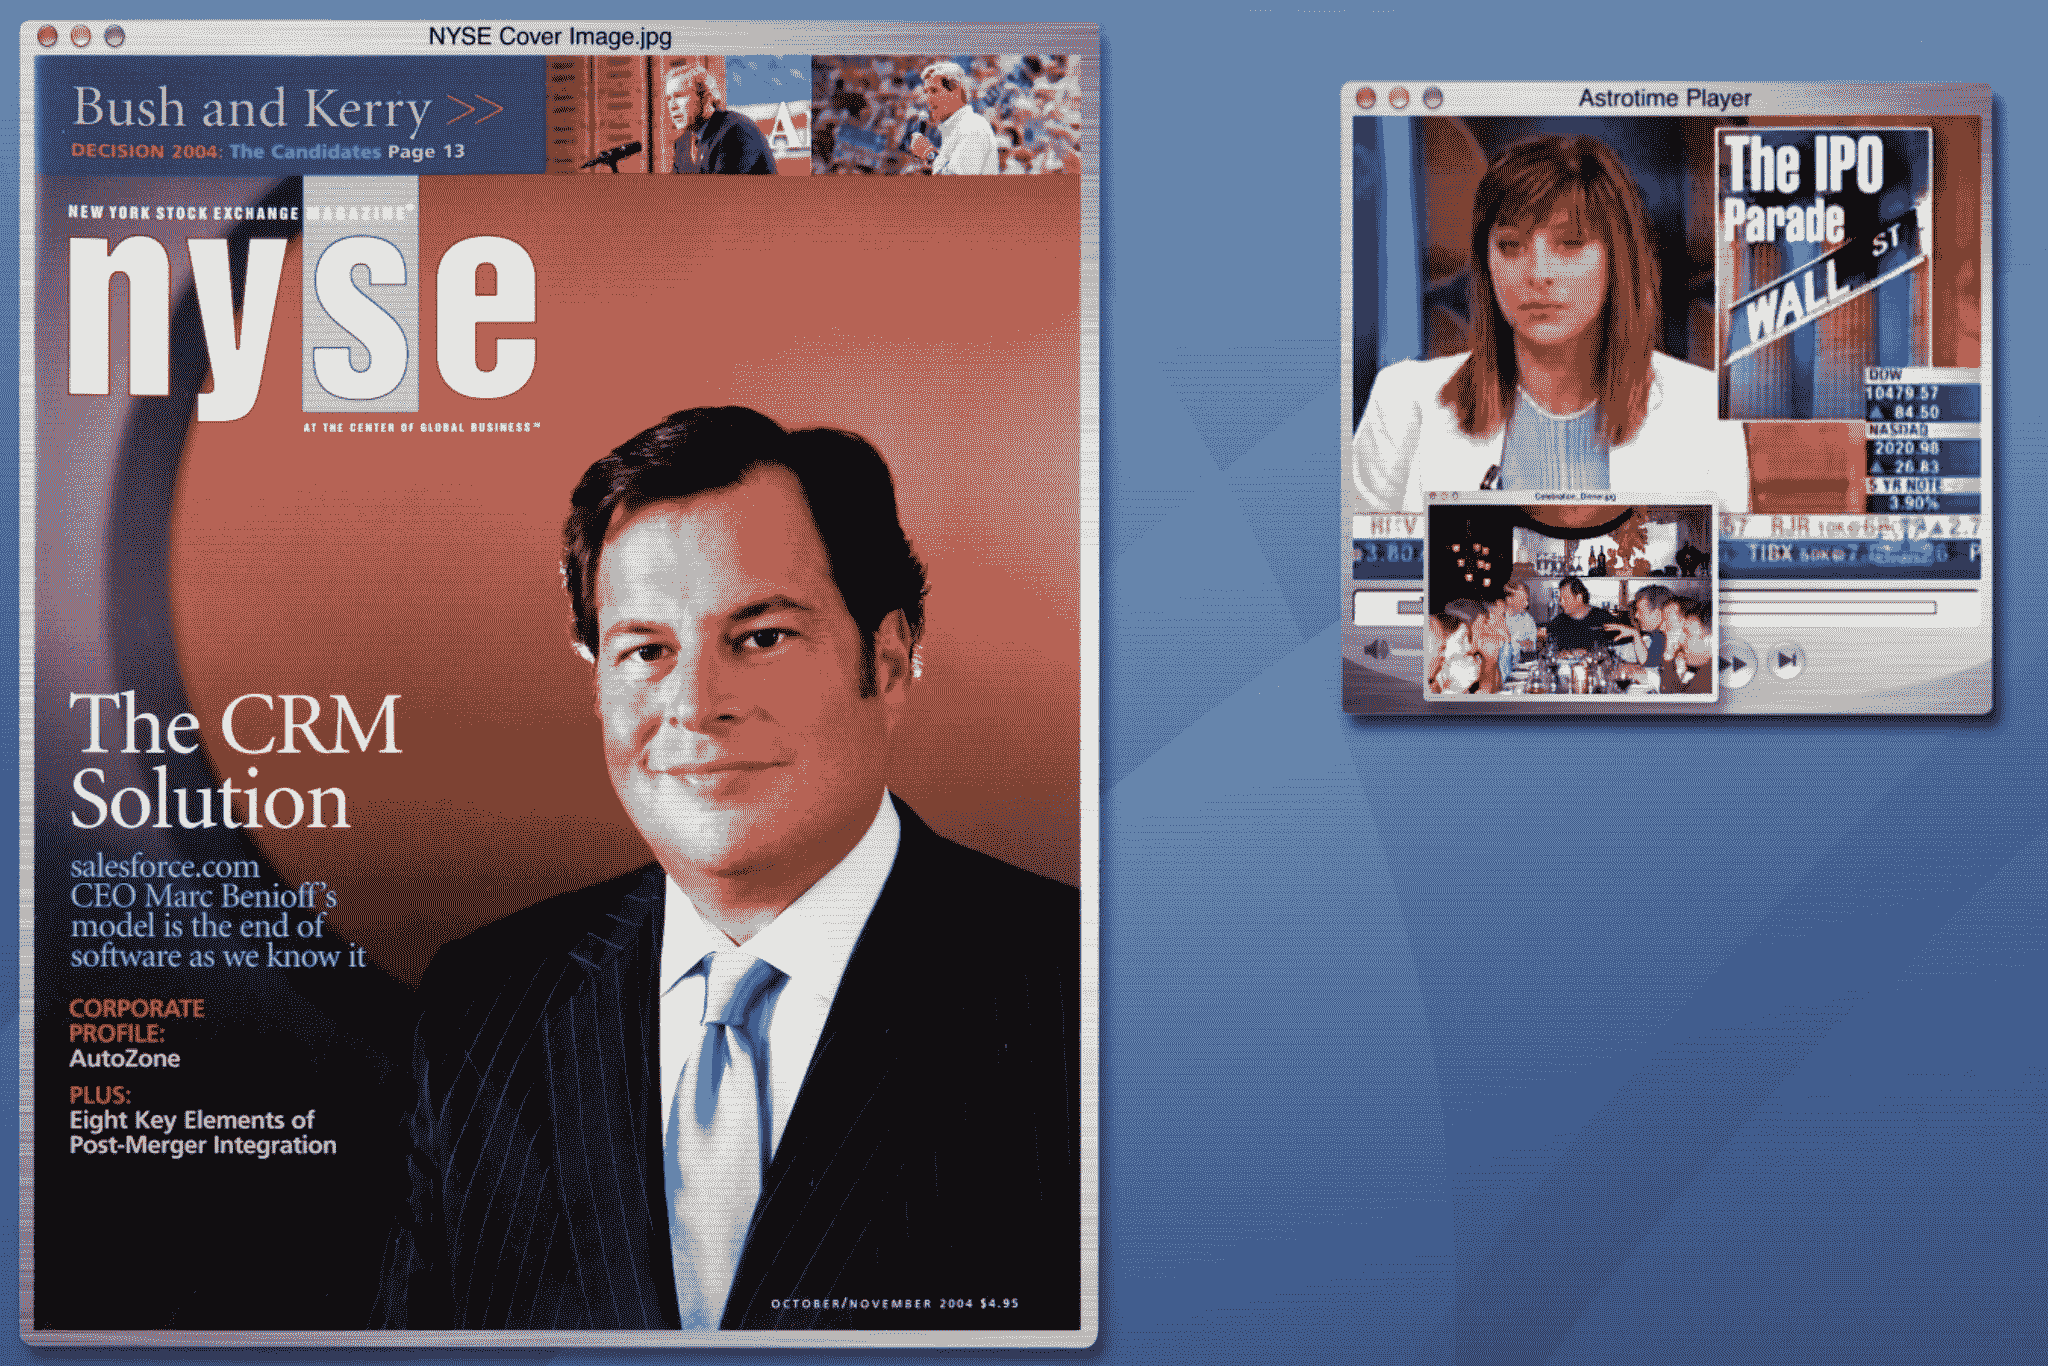 NYSE Cover Image.jpg
Bush and Kerry >>
DECISION 2004: The Candidates Page 13
A
NEW YORK STOCK EXCHANGE MAGAZINE
nyse
AT THE CENTER OF GLOBAL BUSINESS℠
The CRM
Solution
salesforce.com
CEO Marc Benioff's
model is the end of
software as we know it
CORPORATE
PROFILE:
AutoZone
PLUS:
Eight Key Elements of
Post-Merger Integration
OCTOBER/NOVEMBER 2004 $4.95
Astrotime Player
The IPO
Parade
WALL ST
DOW
10479.57
▲ 84.50
NASDAQ
2020.98
▲ 26.83
5 YR NOTE
3.90%
57 RJR
TIBX